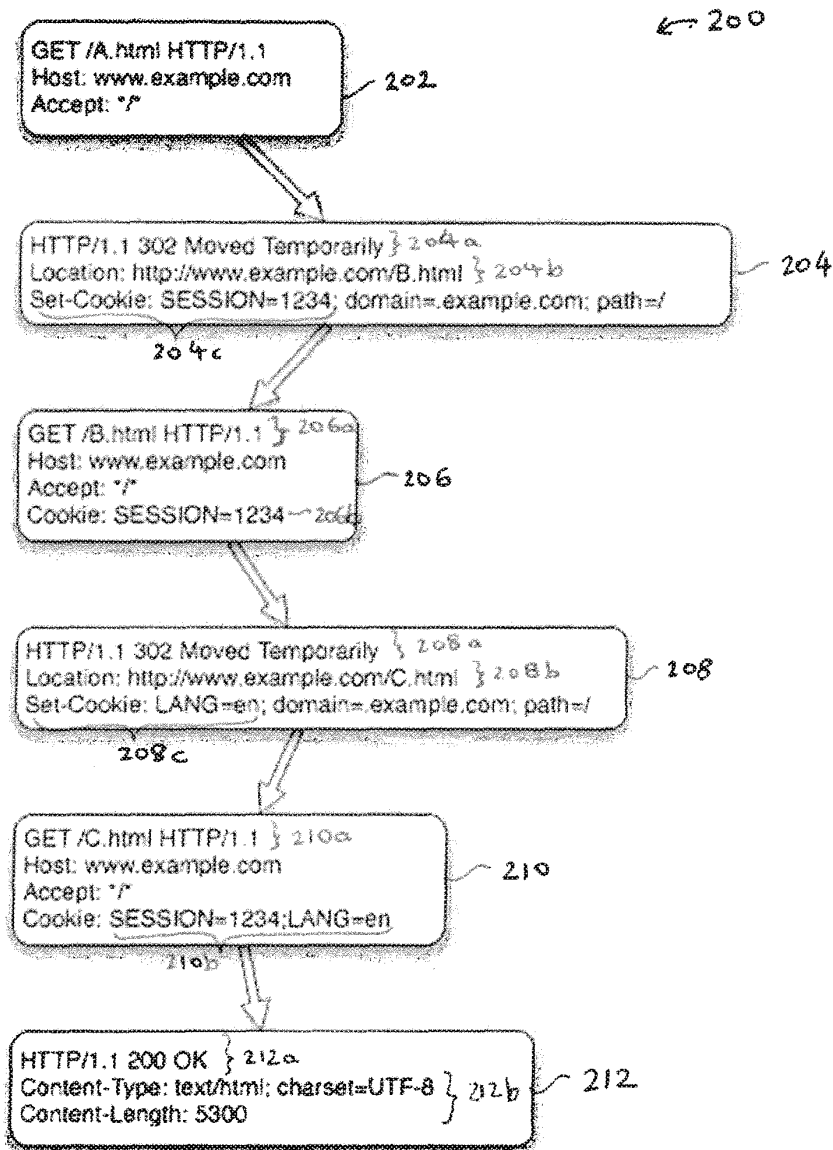 ← 200
GET /A.html HTTP/1.1
Host: www.example.com
Accept: "/"
202
HTTP/1.1 302 Moved Temporarily } 204a
Location: http://www.example.com/B.html } 204b
Set-Cookie: SESSION=1234; domain=.example.com; path=/
204
204c
GET /B.html HTTP/1.1 } 206a
Host: www.example.com
Accept: "/"
Cookie: SESSION=1234 206b
206
HTTP/1.1 302 Moved Temporarily } 208a
Location: http://www.example.com/C.html } 208b
Set-Cookie: LANG=en; domain=.example.com; path=/
208
208c
GET /C.html HTTP/1.1 } 210a
Host: www.example.com
Accept: "/"
Cookie: SESSION=1234;LANG=en
210
210b
HTTP/1.1 200 OK } 212a
Content-Type: text/html; charset=UTF-8
Content-Length: 5300
} 212b
212